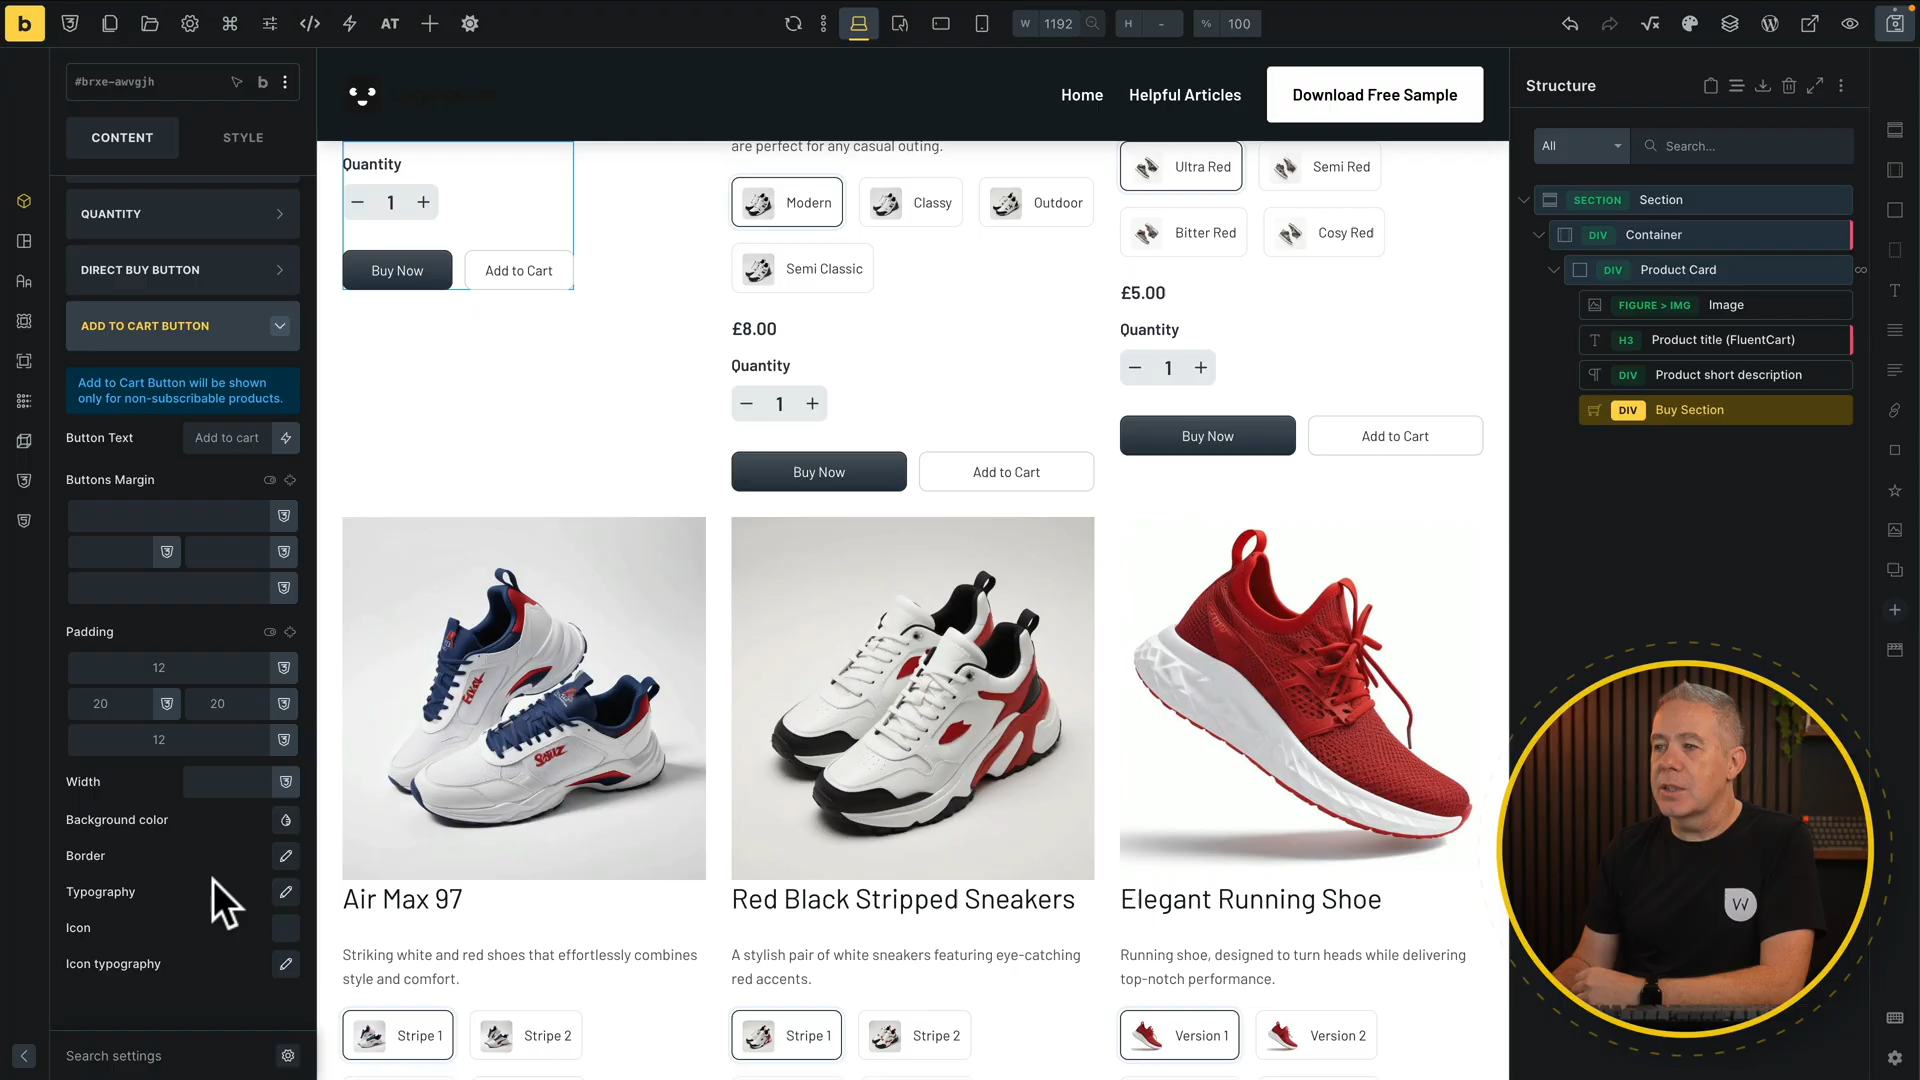 b
AT
W 1192
H -
% 100
#brxe-awvgjh
b
CONTENT
STYLE
QUANTITY
DIRECT BUY BUTTON
ADD TO CART BUTTON
Add to Cart Button will be shown
only for non-subscribable products.
Button Text
Add to cart
Buttons Margin
Padding
12
20
20
12
Width
Background color
Border
Typography
Icon
Icon typography
Search settings
Home
Helpful Articles
Download Free Sample
Quantity
1
Buy Now
Add to Cart
are perfect for any casual outing.
Modern
Classy
Outdoor
Semi Classic
£8.00
Quantity
1
Buy Now
Add to Cart
Ultra Red
Semi Red
Bitter Red
Cosy Red
£5.00
Quantity
1
Buy Now
Add to Cart
Air Max 97
Striking white and red shoes that effortlessly combines
style and comfort.
Stripe 1
Stripe 2
Red Black Stripped Sneakers
A stylish pair of white sneakers featuring eye-catching
red accents.
Stripe 1
Stripe 2
Elegant Running Shoe
Running shoe, designed to turn heads while delivering
top-notch performance.
Version 1
Version 2
Structure
All
Search...
SECTION Section
DIV Container
DIV Product Card
FIGURE > IMG Image
H3 Product title (FluentCart)
DIV Product short description
DIV Buy Section
W